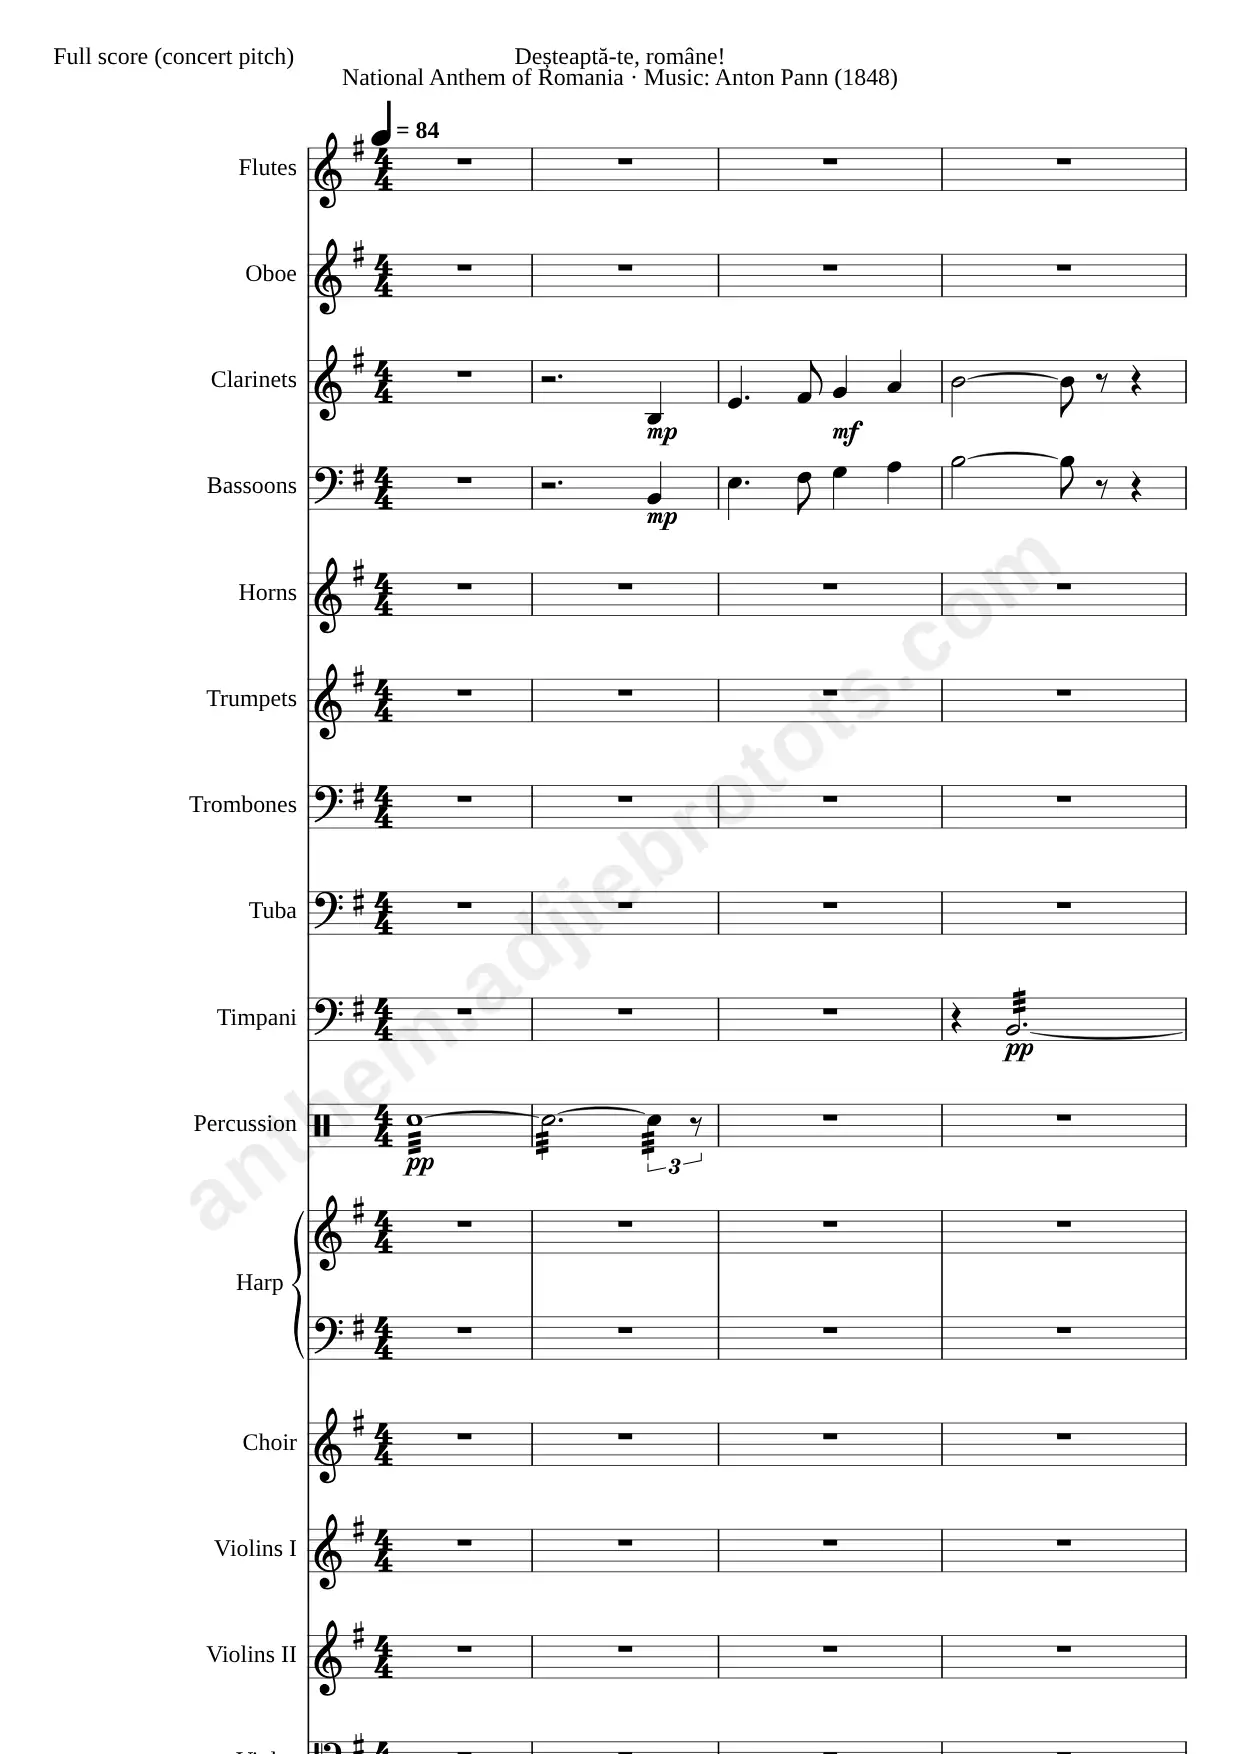 Full score (concert pitch)
Deșteaptă-te, române!
National Anthem of Romania · Music: Anton Pann (1848)
= 84
Flutes
Oboe
Clarinets
mp
mf
Bassoons
mp
Horns
Trumpets
Trombones
Tuba
Timpani
pp
Percussion
pp
3
Harp
Choir
Violins I
Violins II
anthem.adjiebrotots.com